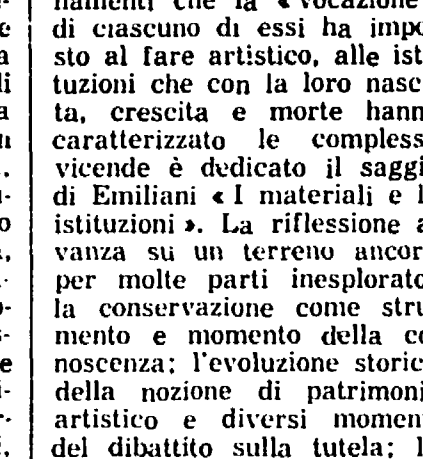 namenti che la « vocazione
di ciascuno di essi ha impo
sto al fare artistico, alle ist
tuzioni che con la loro nasc
ta, crescita e morte hann
caratterizzato le compless
vicende è dedicato il saggi
di Emiliani « I materiali e l
istituzioni ». La riflessione a
vanza su un terreno ancor
per molte parti inesplorato
la conservazione come stru
mento e momento della co
noscenza; l'evoluzione storic
della nozione di patrimoni
artistico e diversi momen
del dibattito sulla tutela; l